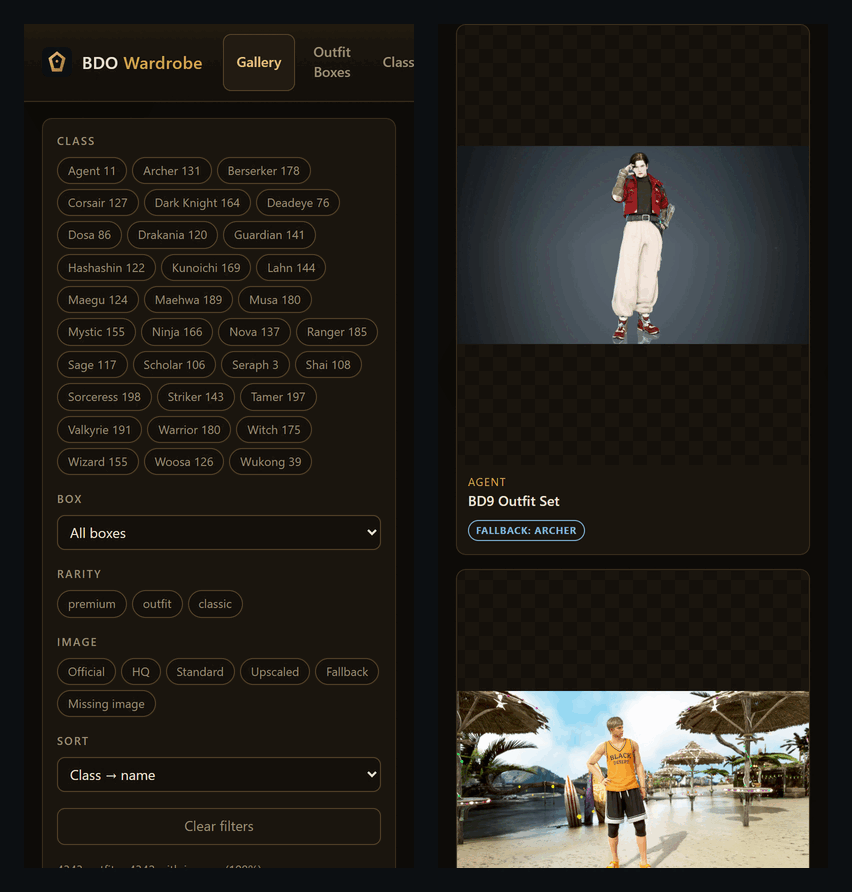 BDO Wardrobe
Gallery
Outfit
Boxes
Class
CLASS
Agent 11
Archer 131
Berserker 178
Corsair 127
Dark Knight 164
Deadeye 76
Dosa 86
Drakania 120
Guardian 141
Hashashin 122
Kunoichi 169
Lahn 144
Maegu 124
Maehwa 189
Musa 180
Mystic 155
Ninja 166
Nova 137
Ranger 185
Sage 117
Scholar 106
Seraph 3
Shai 108
Sorceress 198
Striker 143
Tamer 197
Valkyrie 191
Warrior 180
Witch 175
Wizard 155
Woosa 126
Wukong 39
BOX
All boxes
RARITY
premium
outfit
classic
IMAGE
Official
HQ
Standard
Upscaled
Fallback
Missing image
SORT
Class → name
Clear filters
AGENT
BD9 Outfit Set
FALLBACK: ARCHER
BLACK